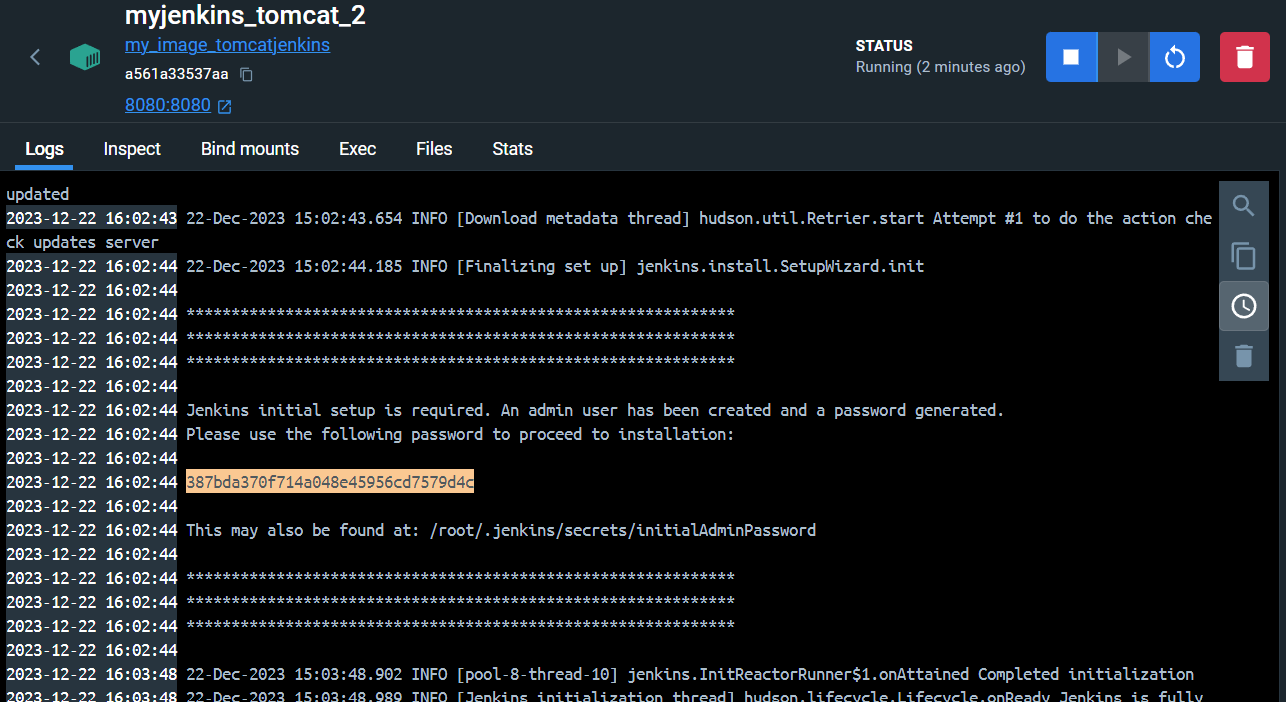 myjenkins_tomcat_2
my_image_tomcatjenkins
a561a33537aa
8080:8080
STATUS
Running (2 minutes ago)
Logs Inspect Bind mounts Exec Files Stats
updated
2023-12-22 16:02:43 22-Dec-2023 15:02:43.654 INFO [Download metadata thread] hudson.util.Retrier.start Attempt #1 to do the action che
ck updates server
2023-12-22 16:02:44 22-Dec-2023 15:02:44.185 INFO [Finalizing set up] jenkins.install.SetupWizard.init
2023-12-22 16:02:44
2023-12-22 16:02:44 *************************************************************
2023-12-22 16:02:44 *************************************************************
2023-12-22 16:02:44 *************************************************************
2023-12-22 16:02:44
2023-12-22 16:02:44 Jenkins initial setup is required. An admin user has been created and a password generated.
2023-12-22 16:02:44 Please use the following password to proceed to installation:
2023-12-22 16:02:44
2023-12-22 16:02:44 387bda370f714a048e45956cd7579d4c
2023-12-22 16:02:44
2023-12-22 16:02:44 This may also be found at: /root/.jenkins/secrets/initialAdminPassword
2023-12-22 16:02:44
2023-12-22 16:02:44 *************************************************************
2023-12-22 16:02:44 *************************************************************
2023-12-22 16:02:44 *************************************************************
2023-12-22 16:02:44
2023-12-22 16:03:48 22-Dec-2023 15:03:48.902 INFO [pool-8-thread-10] jenkins.InitReactorRunner$1.onAttained Completed initialization
2023-12-22 16:03:48 22-Dec-2023 15:03:48.989 INFO [Jenkins initialization thread] hudson.lifecycle.Lifecycle.onReady Jenkins is fully